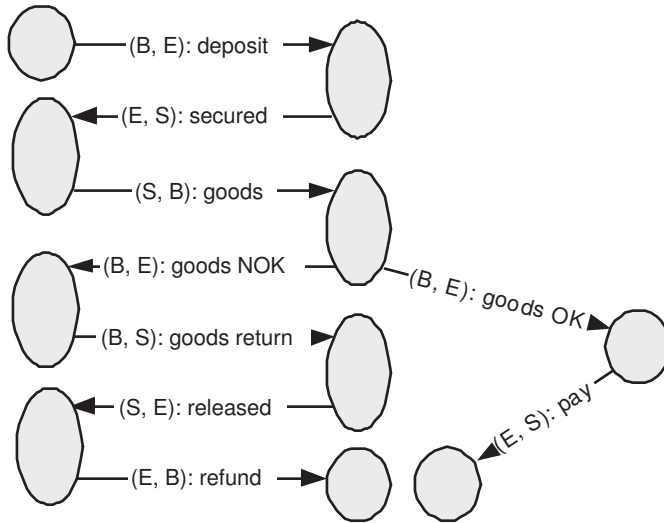 (B, E): deposit
(E, S): secured
(S, B): goods
(B, E): goods NOK
(B, E): goods OK
(B, S): goods return
(S, E): released
(E, S): pay
(E, B): refund